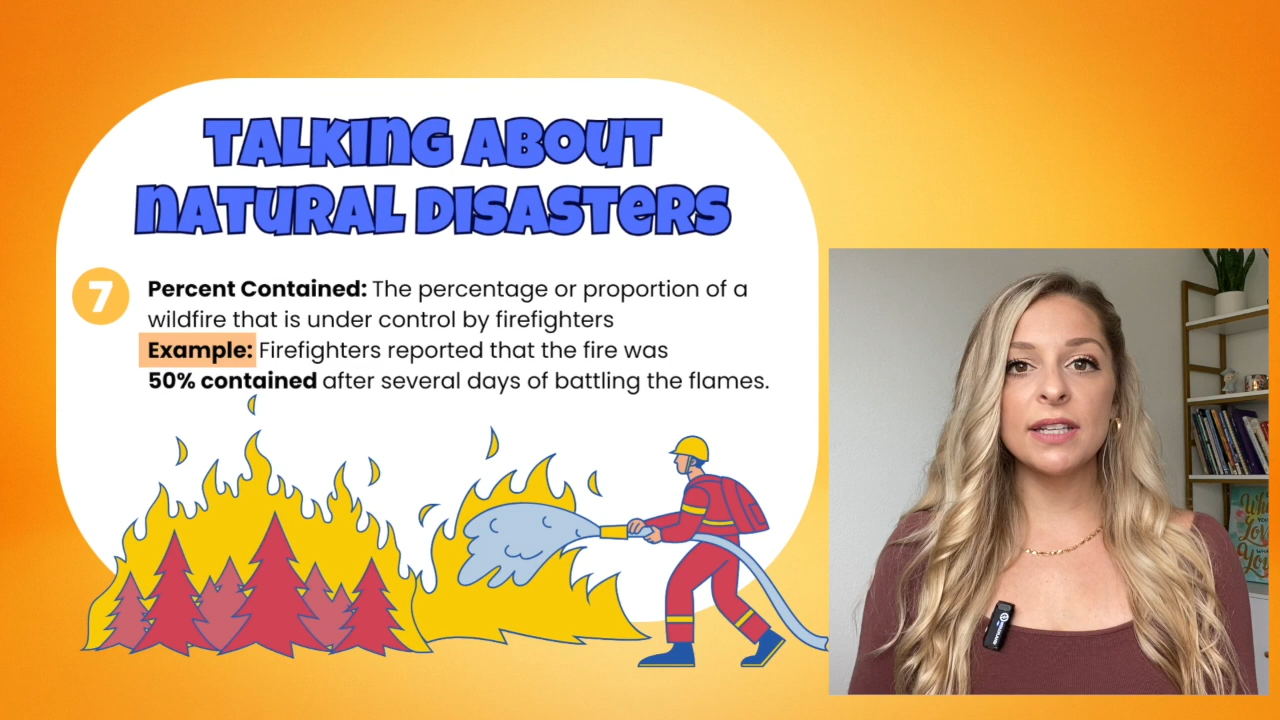 TALKING ABOUT
NATURAL DISASTERS
7
Percent Contained: The percentage or proportion of a
wildfire that is under control by firefighters
Example: Firefighters reported that the fire was
50% contained after several days of battling the flames.